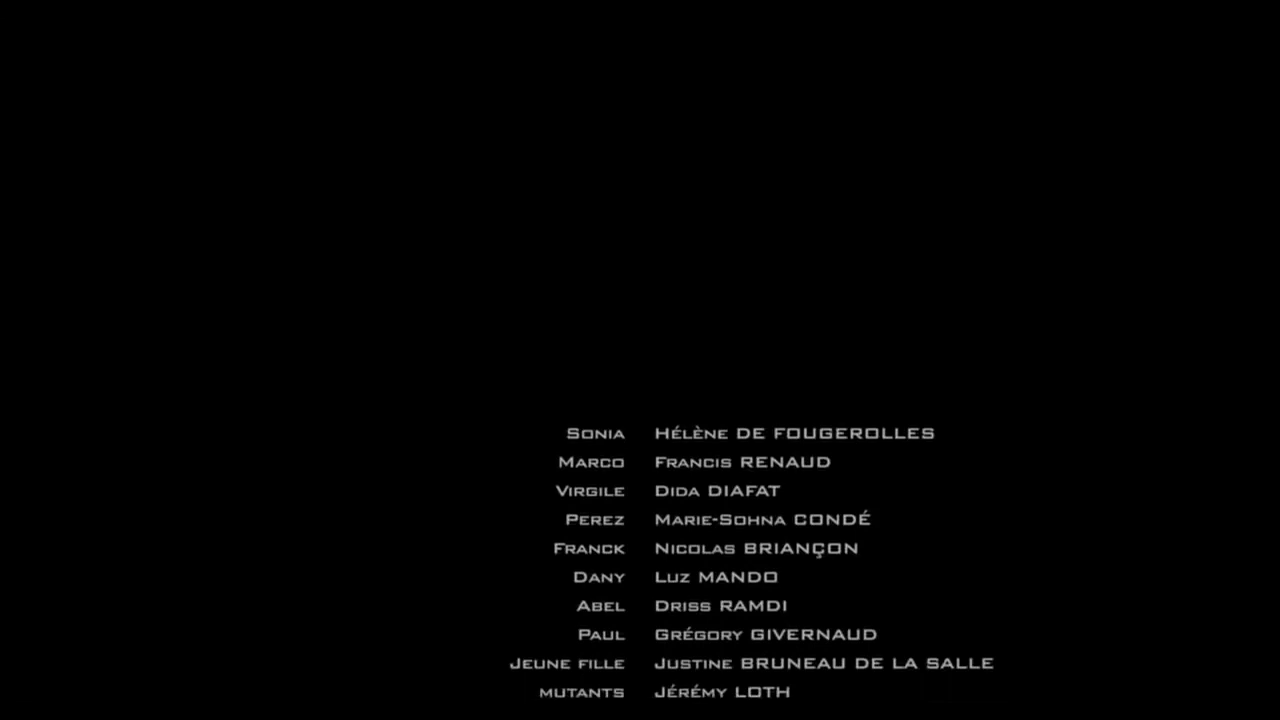 Sonia Hélène DE FOUGEROLLES
Marco Francis RENAUD
Virgile Dida DIAFAT
Perez Marie-Sohna CONDÉ
Franck Nicolas BRIANÇON
Dany Luz MANDO
Abel Driss RAMDI
Paul Grégory GIVERNAUD
Jeune fille Justine BRUNEAU DE LA SALLE
mutants Jérémy LOTH